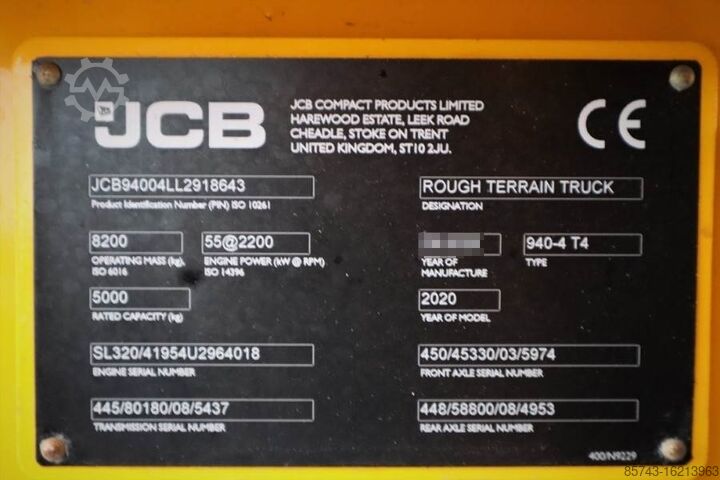 JCB
JCB COMPACT PRODUCTS LIMITED
HAREWOOD ESTATE, LEEK ROAD
CHEADLE, STOKE ON TRENT
UNITED KINGDOM, ST10 2JU.
CE
JCB94004LL2918643
Product Identification Number (PIN) ISO 10261
ROUGH TERRAIN TRUCK
DESIGNATION
8200
OPERATING MASS (kg),
ISO 6016
55@2200
ENGINE POWER (kW @ RPM)
ISO 14396
YEAR OF
MANUFACTURE
940-4 T4
TYPE
5000
RATED CAPACITY (kg)
2020
YEAR OF MODEL
SL320/41954U2964018
ENGINE SERIAL NUMBER
450/45330/03/5974
FRONT AXLE SERIAL NUMBER
445/80180/08/5437
TRANSMISSION SERIAL NUMBER
448/58800/08/4953
REAR AXLE SERIAL NUMBER
400/N9229
85743-16213963